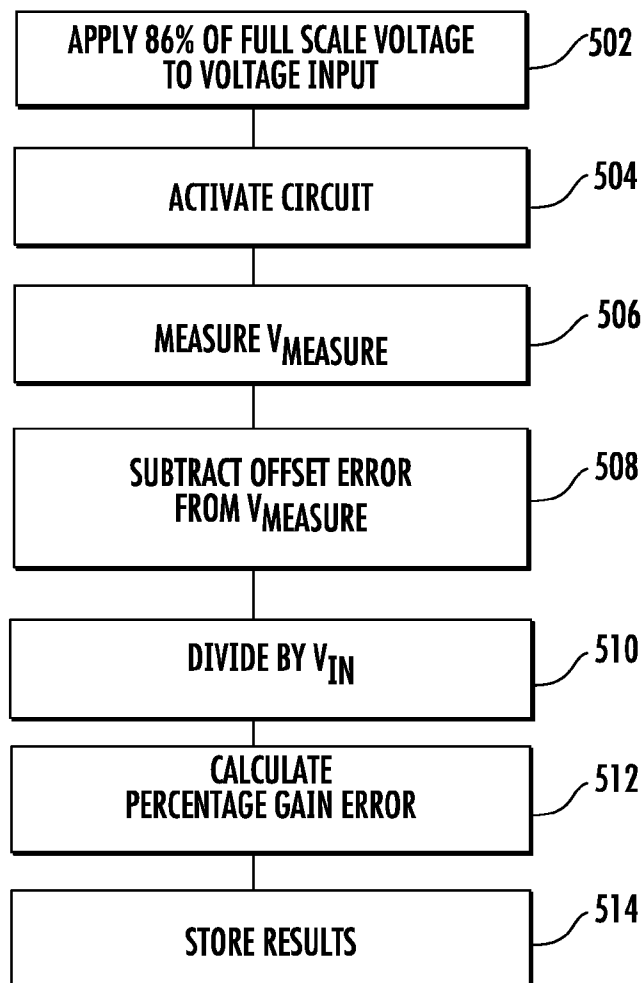 APPLY 86% OF FULL SCALE VOLTAGE
TO VOLTAGE INPUT
502
ACTIVATE CIRCUIT
504
MEASURE VMEASURE
506
SUBTRACT OFFSET ERROR
FROM VMEASURE
508
DIVIDE BY VIN
510
CALCULATE
PERCENTAGE GAIN ERROR
512
STORE RESULTS
514